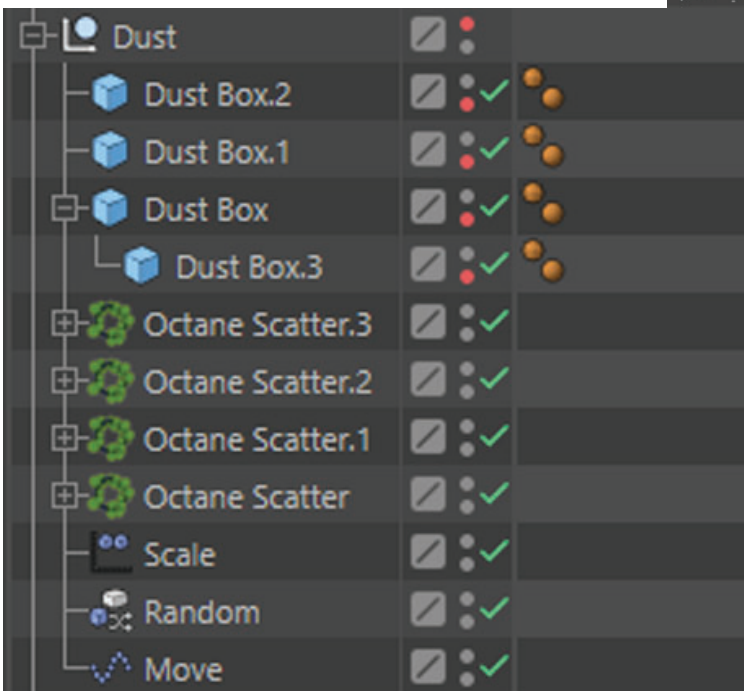 Dust
Dust Box.2
Dust Box.1
Dust Box
Dust Box.3
Octane Scatter.3
Octane Scatter.2
Octane Scatter.1
Octane Scatter
Scale
Random
Move